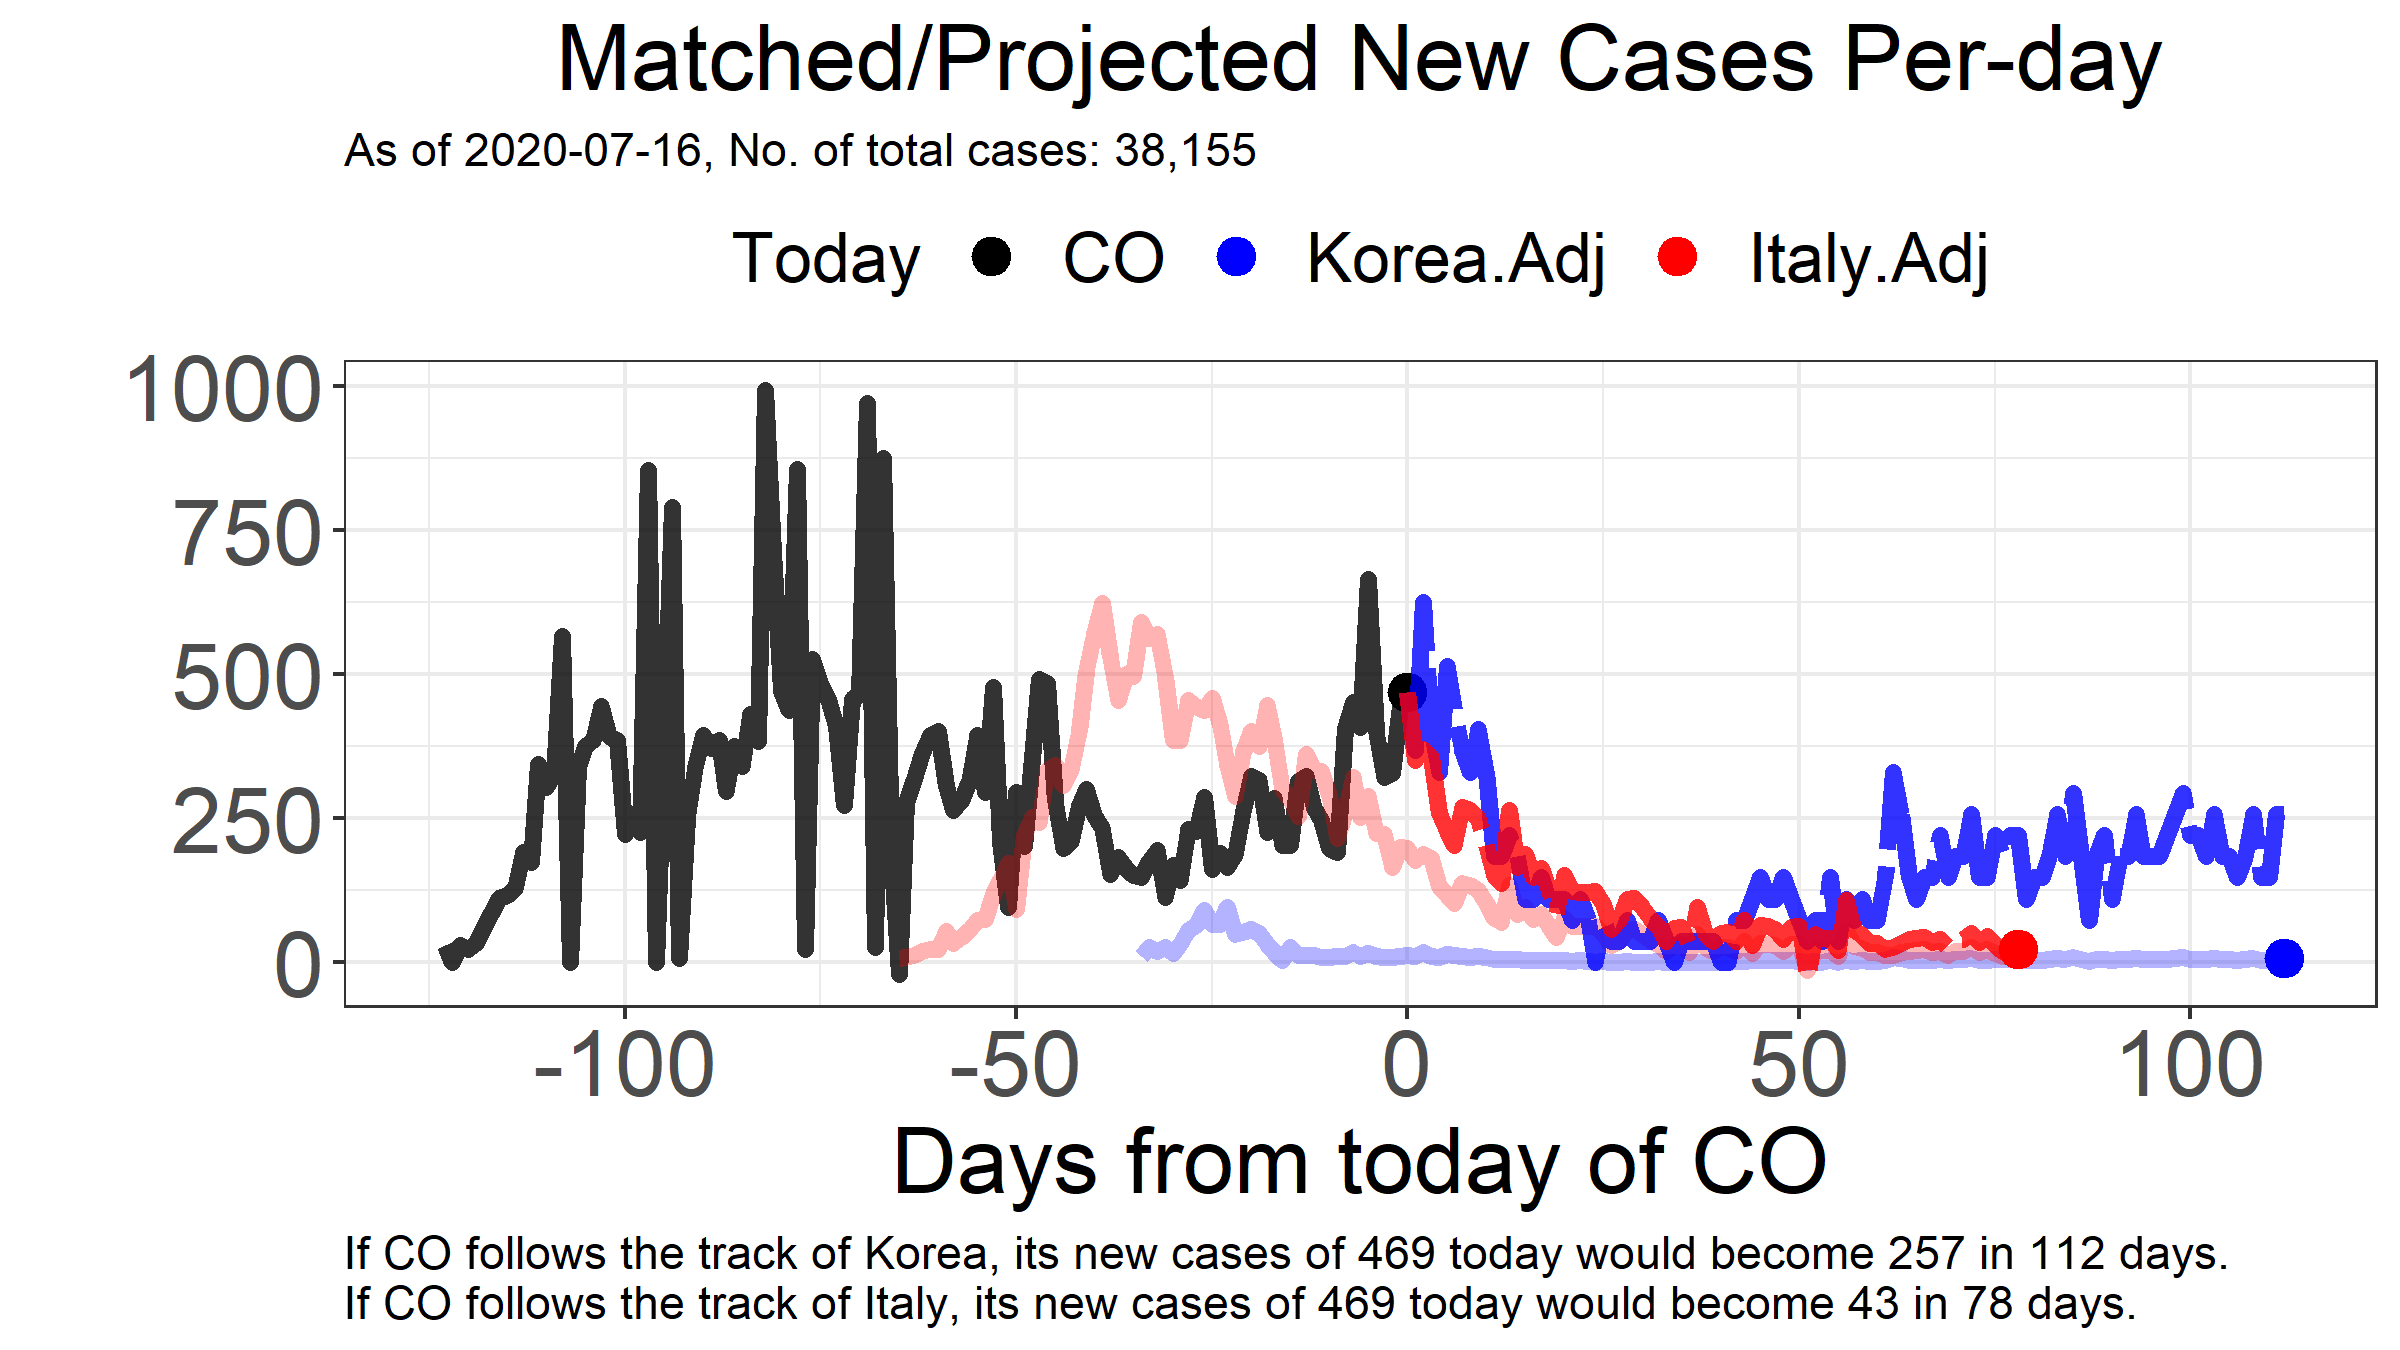 Matched/Projected New Cases Per-day
As of 2020-07-16, No. of total cases: 38,155
Today CO Korea.Adj Italy.Adj
1000
750
500
250
0
-100 -50 0 50 100
Days from today of CO
If CO follows the track of Korea, its new cases of 469 today would become 257 in 112 days.
If CO follows the track of Italy, its new cases of 469 today would become 43 in 78 days.